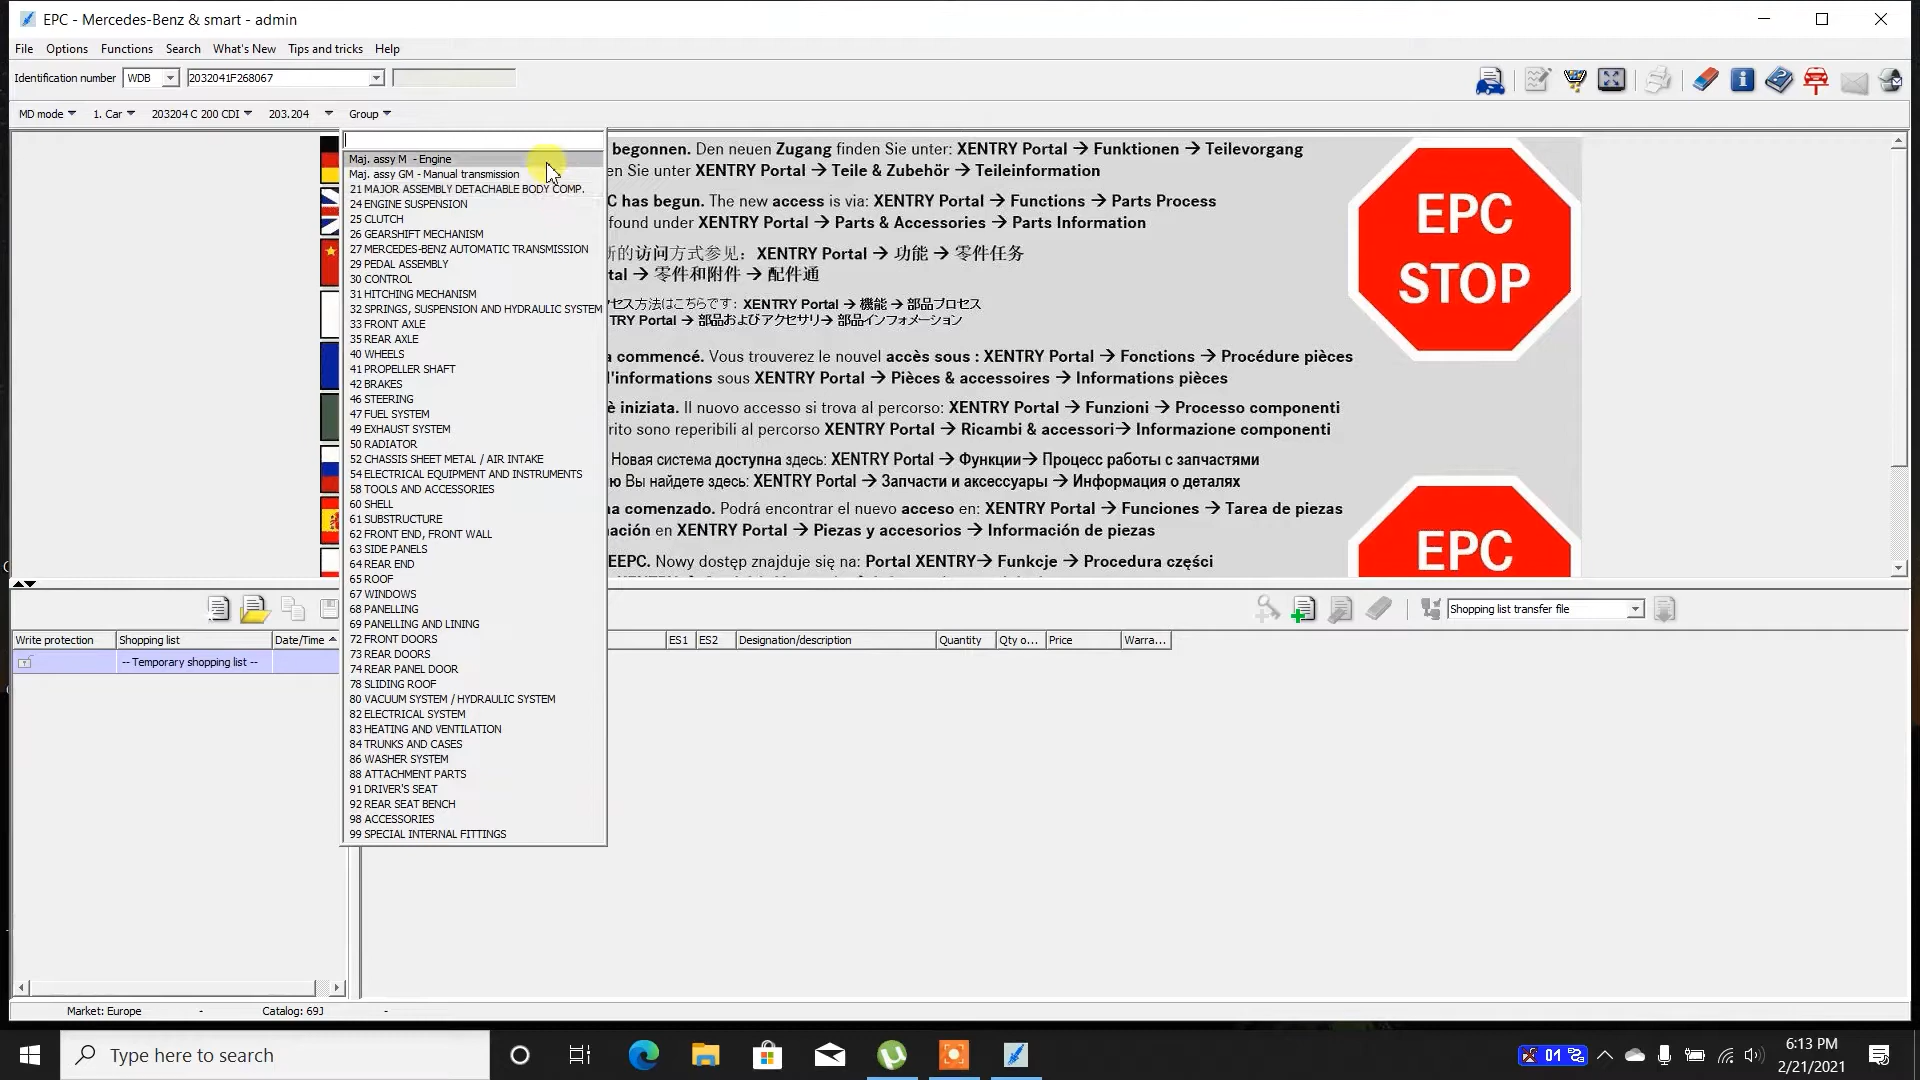 EPC - Mercedes-Benz & smart - admin
File Options Functions Search What's New Tips and tricks Help
Identification number WDB 2032041F268067
MD mode 1. Car 203204 C 200 CDI 203.204 Group
Maj. assy M - Engine
Maj. assy GM - Manual transmission
21 MAJOR ASSEMBLY DETACHABLE BODY COMP.
24 ENGINE SUSPENSION
25 CLUTCH
26 GEARSHIFT MECHANISM
27 MERCEDES-BENZ AUTOMATIC TRANSMISSION
29 PEDAL ASSEMBLY
30 CONTROL
31 HITCHING MECHANISM
32 SPRINGS, SUSPENSION AND HYDRAULIC SYSTEM
33 FRONT AXLE
35 REAR AXLE
40 WHEELS
41 PROPELLER SHAFT
42 BRAKES
46 STEERING
47 FUEL SYSTEM
49 EXHAUST SYSTEM
50 RADIATOR
52 CHASSIS SHEET METAL / AIR INTAKE
54 ELECTRICAL EQUIPMENT AND INSTRUMENTS
58 TOOLS AND ACCESSORIES
60 SHELL
61 SUBSTRUCTURE
62 FRONT END, FRONT WALL
63 SIDE PANELS
64 REAR END
65 ROOF
67 WINDOWS
68 PANELLING
69 PANELLING AND LINING
72 FRONT DOORS
73 REAR DOORS
74 REAR PANEL DOOR
78 SLIDING ROOF
80 VACUUM SYSTEM / HYDRAULIC SYSTEM
82 ELECTRICAL SYSTEM
83 HEATING AND VENTILATION
84 TRUNKS AND CASES
86 WASHER SYSTEM
88 ATTACHMENT PARTS
91 DRIVER'S SEAT
92 REAR SEAT BENCH
98 ACCESSORIES
99 SPECIAL INTERNAL FITTINGS
begonnen. Den neuen Zugang finden Sie unter: XENTRY Portal → Funktionen → Teilevorgang
en Sie unter XENTRY Portal → Teile & Zubehör → Teileinformation
C has begun. The new access is via: XENTRY Portal → Functions → Parts Process
found under XENTRY Portal → Parts & Accessories → Parts Information
的访问方式参见: XENTRY Portal → 功能 → 零件任务
tal → 零件和附件 → 配件通
セス方法はこちらです: XENTRY Portal → 機能 → 部品プロセス
TRY Portal → 部品およびアクセサリ → 部品インフォメーション
a commencé. Vous trouverez le nouvel accès sous : XENTRY Portal → Fonctions → Procédure pièces
d'informations sous XENTRY Portal → Pièces & accessoires → Informations pièces
è iniziata. Il nuovo accesso si trova al percorso: XENTRY Portal → Funzioni → Processo componenti
rito sono reperibili al percorso XENTRY Portal → Ricambi & accessori → Informazione componenti
Новая система доступна здесь: XENTRY Portal → Функции → Процесс работы с запчастями
ю Вы найдете здесь: XENTRY Portal → Запчасти и аксессуары → Информация о деталях
a comenzado. Podrá encontrar el nuevo acceso en: XENTRY Portal → Funciones → Tarea de piezas
ación en XENTRY Portal → Piezas y accesorios → Información de piezas
EEPC. Nowy dostęp znajduje się na: Portal XENTRY → Funkcje → Procedura części
EPC
STOP
EPC
Shopping list transfer file
Write protection Shopping list Date/Time ES1 ES2 Designation/description Quantity Qty o... Price Warra...
-- Temporary shopping list --
Market: Europe - Catalog: 69J -
Type here to search
01
6:13 PM
2/21/2021